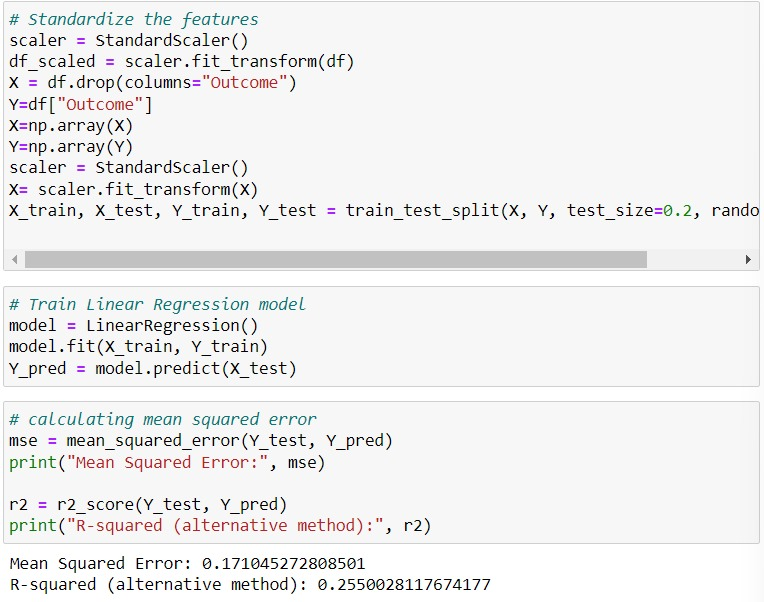 # Standardize the features
scaler = StandardScaler()
df_scaled = scaler.fit_transform(df)
X = df.drop(columns="Outcome")
Y=df["Outcome"]
X=np.array(X)
Y=np.array(Y)
scaler = StandardScaler()
X= scaler.fit_transform(X)
X_train, X_test, Y_train, Y_test = train_test_split(X, Y, test_size=0.2, rando
# Train Linear Regression model
model = LinearRegression()
model.fit(X_train, Y_train)
Y_pred = model.predict(X_test)
# calculating mean squared error
mse = mean_squared_error(Y_test, Y_pred)
print("Mean Squared Error:", mse)
r2 = r2_score(Y_test, Y_pred)
print("R-squared (alternative method):", r2)
Mean Squared Error: 0.171045272808501
R-squared (alternative method): 0.2550028117674177